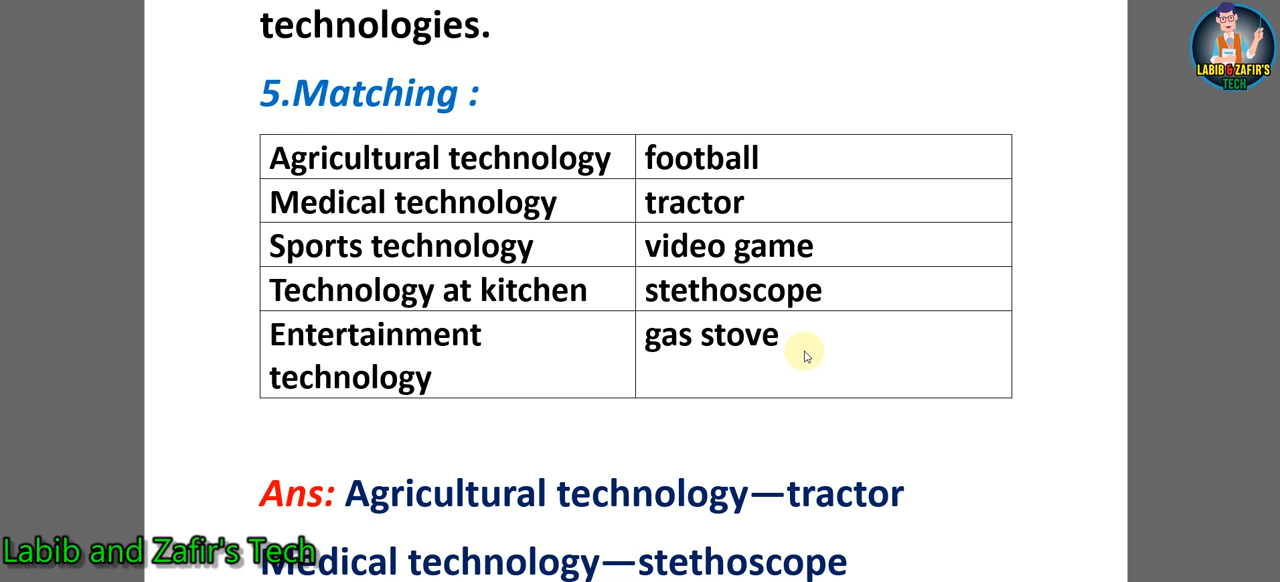 technologies.
5.Matching :
Agricultural technology football
Medical technology tractor
Sports technology video game
Technology at kitchen stethoscope
Entertainment gas stove
technology
Ans: Agricultural technology—tractor
Medical technology—stethoscope
Labib and Zafir's Tech
LABIB & ZAFIR'S
TECH